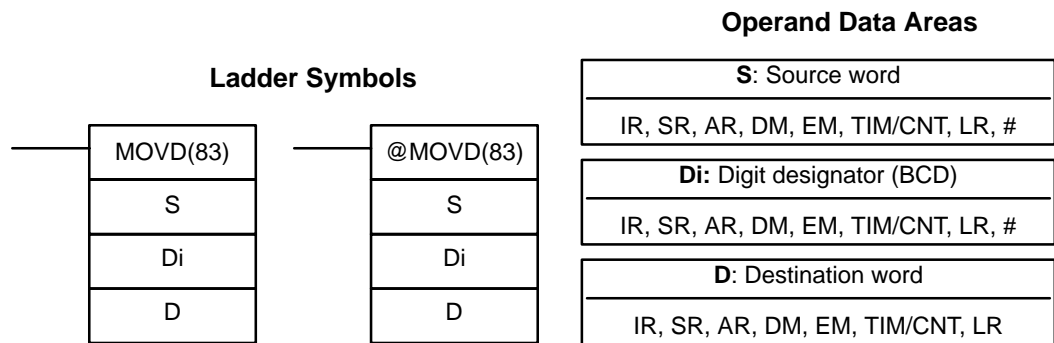 Ladder Symbols
MOVD(83)
S
Di
D
@MOVD(83)
S
Di
D
Operand Data Areas
S: Source word
IR, SR, AR, DM, EM, TIM/CNT, LR, #
Di: Digit designator (BCD)
IR, SR, AR, DM, EM, TIM/CNT, LR, #
D: Destination word
IR, SR, AR, DM, EM, TIM/CNT, LR